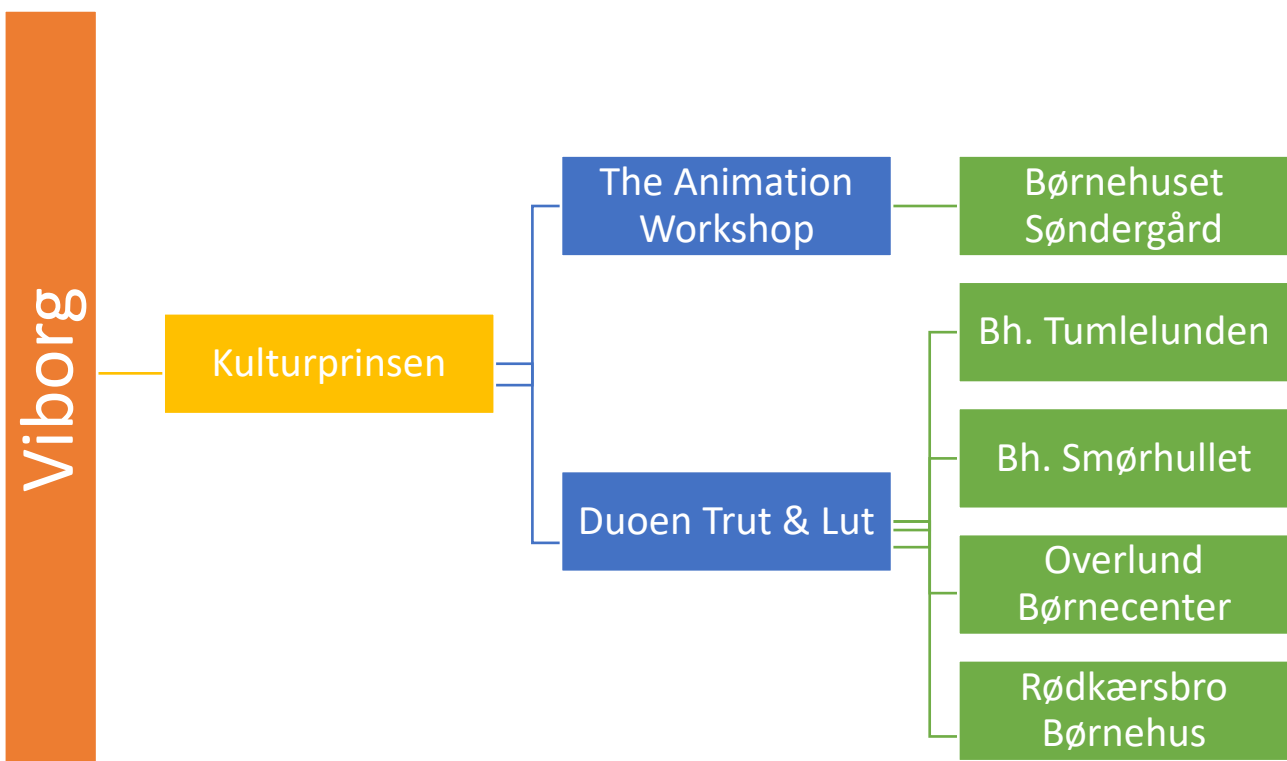 Viborg
Kulturprinsen
The Animation
Workshop
Duoen Trut & Lut
Børnehuset
Søndergård
Bh. Tumlelunden
Bh. Smørhullet
Overlund
Børnecenter
Rødkærsbro
Børnehus